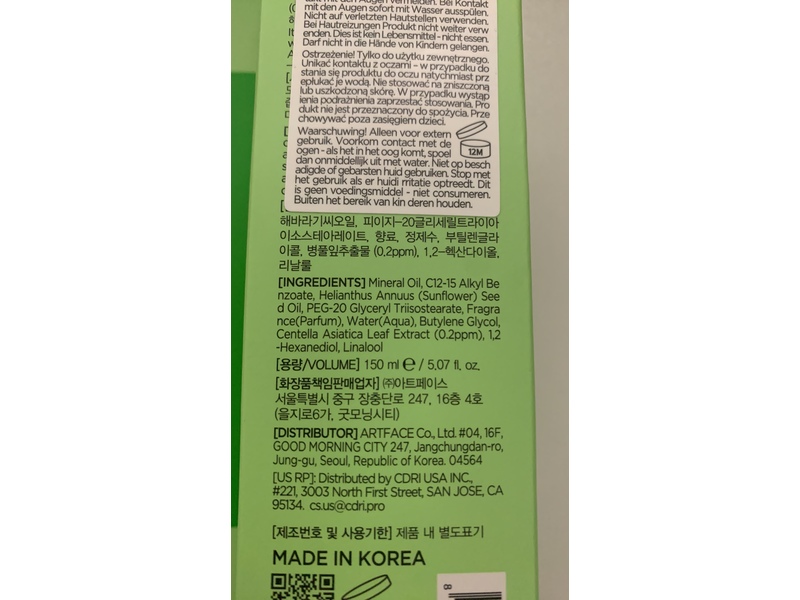 mit den Augen sofort mit Wasser ausspülen.
Nicht auf verletzten Hautstellen verwenden.
Bei Hautreizungen Produkt nicht weiter verw
enden. Dies ist kein Lebensmittel - nicht essen.
Darf nicht in die Hände von Kindern gelangen.
Ostrzeżenie! Tylko do użytku zewnętrznego.
Unikać kontaktu z oczami – w przypadku do
stania się produktu do oczu natychmiast prz
epłukać je wodą. Nie stosować na zniszczoną
lub uszkodzoną skórę. W przypadku wystąp
ienia podrażnienia zaprzestać stosowania. Pro
dukt nie jest przeznaczony do spożycia. Prze
chowywać poza zasięgiem dzieci.
Waarschuwing! Alleen voor extern
gebruik. Voorkom contact met de
ogen - als het in het oog komt, spoel
12M
dan onmiddellijk uit met water. Niet op besch
adigde of gebarsten huid gebruiken. Stop met
het gebruik als er huidi rritatie optreedt. Dit
is geen voedingsmiddel - niet consumeren.
Buiten het bereik van kin deren houden.
해바라기씨오일, 피이지-20글리세릴트라이아
이소스테아레이트, 향료, 정제수, 부틸렌글라
이콜, 병풀잎추출물 (0.2ppm), 1,2-헥산다이올,
리날룰
[INGREDIENTS] Mineral Oil, C12-15 Alkyl Be
nzoate, Helianthus Annuus (Sunflower) See
d Oil, PEG-20 Glyceryl Triisostearate, Fragra
nce(Parfum), Water(Aqua), Butylene Glycol,
Centella Asiatica Leaf Extract (0.2ppm), 1,2
-Hexanediol, Linalool
[용량/VOLUME] 150 ml ℮ / 5.07 fl. oz.
[화장품책임판매업자] ㈜아트페이스
서울특별시 중구 장충단로 247, 16층 4호
(을지로6가, 굿모닝시티)
[DISTRIBUTOR] ARTFACE Co., Ltd. #04, 16F,
GOOD MORNING CITY 247, Jangchungdan-ro,
Jung-gu, Seoul, Republic of Korea. 04564
[US RP]: Distributed by CDRI USA INC.,
#221, 3003 North First Street, SAN JOSE, CA
95134. cs.us@cdri.pro
[제조번호 및 사용기한] 제품 내 별도표기
MADE IN KOREA
8